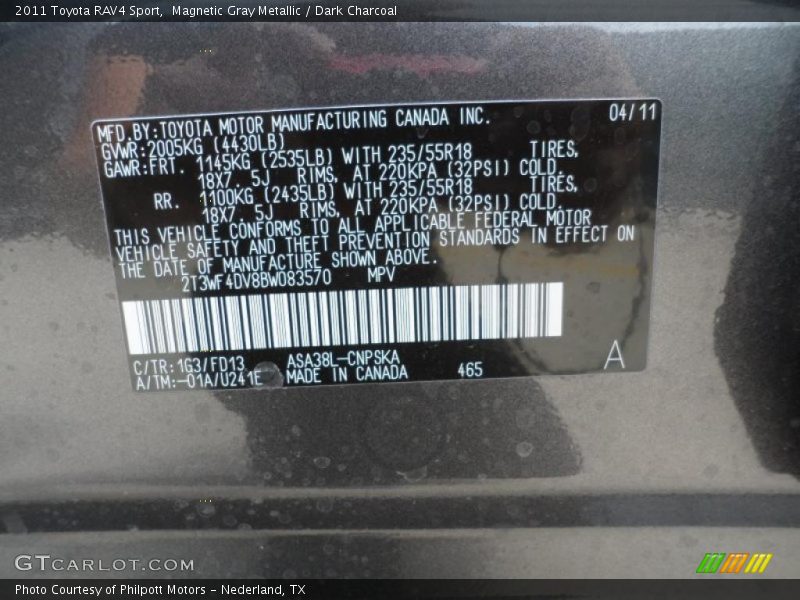 2011 Toyota RAV4 Sport, Magnetic Gray Metallic / Dark Charcoal
MFD.BY:TOYOTA MOTOR MANUFACTURING CANADA INC. 04/11
GVWR:2005KG (4430LB)
GAWR:FRT. 1145KG (2535LB) WITH 235/55R18 TIRES,
18X7.5J RIMS, AT 220KPA (32PSI) COLD.
RR. 1100KG (2435LB) WITH 235/55R18 TIRES,
18X7.5J RIMS, AT 220KPA (32PSI) COLD.
THIS VEHICLE CONFORMS TO ALL APPLICABLE FEDERAL MOTOR
VEHICLE SAFETY AND THEFT PREVENTION STANDARDS IN EFFECT ON
THE DATE OF MANUFACTURE SHOWN ABOVE.
2T3WF4DV8BW083570 MPV
C/TR:1G3/FD13 ASA38L-CNPSKA
A/TM:-01A/U241E MADE IN CANADA 465 A
GTCARLOT.COM
Photo Courtesy of Philpott Motors - Nederland, TX